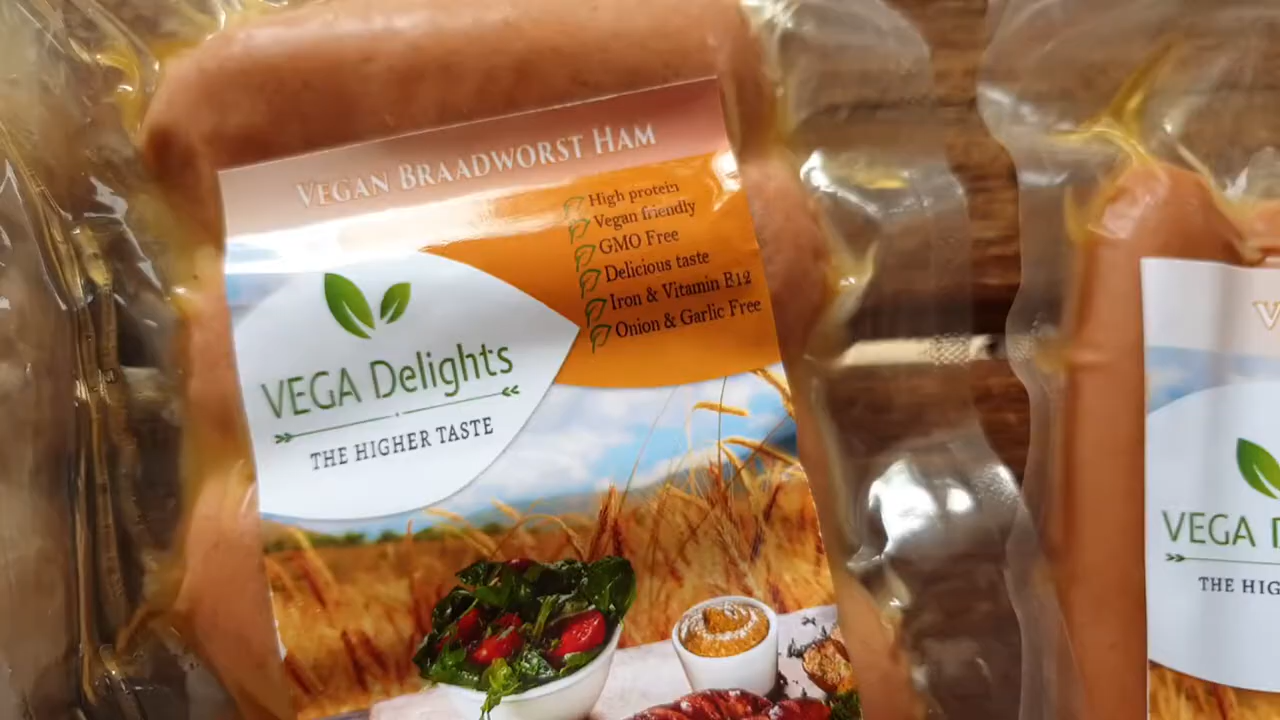 VEGAN BRAADWORST HAM
High protein
Vegan friendly
GMO Free
Delicious taste
Iron & Vitamin B12
Onion & Garlic Free
VEGA Delights
THE HIGHER TASTE
VEGA
THE